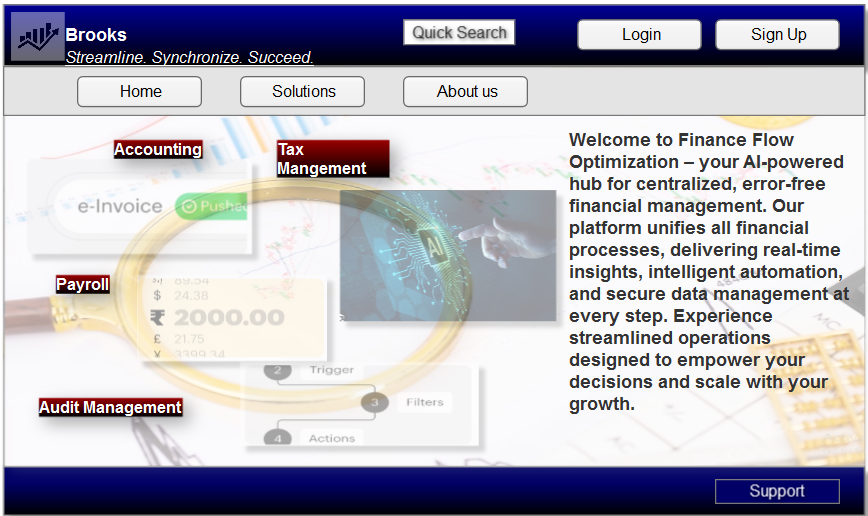 Brooks
Streamline. Synchronize. Succeed.
Quick Search
Login
Sign Up
Home
Solutions
About us
Accounting
Tax
Mangement
e-Invoice
Pushed
AI
Payroll
$ 24.38
₹ 2000.00
£ 21.75
¥ 3399.34
2 Trigger
3 Filters
4 Actions
Audit Management
Welcome to Finance Flow
Optimization – your AI-powered
hub for centralized, error-free
financial management. Our
platform unifies all financial
processes, delivering real-time
insights, intelligent automation,
and secure data management at
every step. Experience
streamlined operations
designed to empower your
decisions and scale with your
growth.
MC
Support